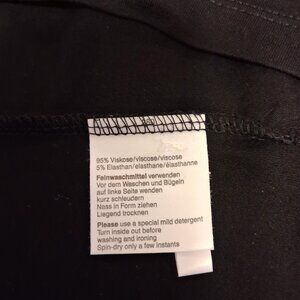 95% Viskose/viscose/viscose
5% Elasthan/elasthane/élasthanne
Feinwaschmittel verwenden
Vor dem Waschen und Bügeln
auf linke Seite wenden
kurz schleudern
Nass in Form ziehen
Liegend trocknen
Please use a special mild detergent
Turn inside out before
washing and ironing
Spin-dry only a few instants